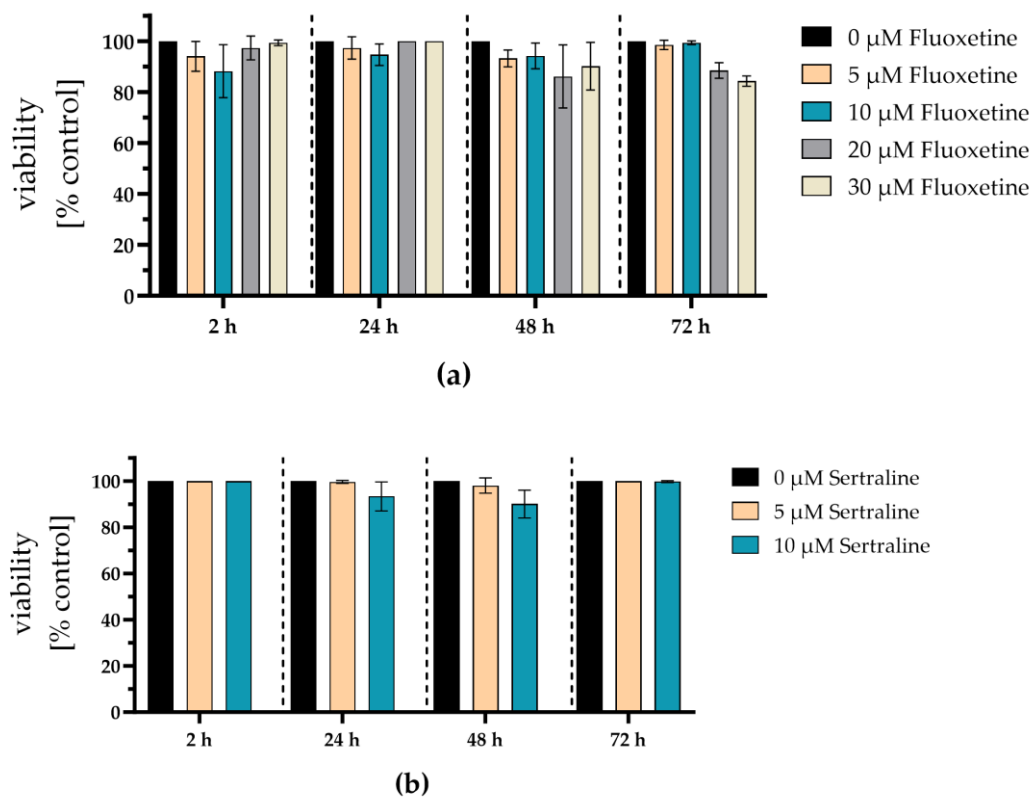 viability
[% control]
100
80
60
40
20
0
2 h
24 h
48 h
72 h
0 μM Fluoxetine
5 μM Fluoxetine
10 μM Fluoxetine
20 μM Fluoxetine
30 μM Fluoxetine
(a)
viability
[% control]
100
80
60
40
20
0
2 h
24 h
48 h
72 h
0 μM Sertraline
5 μM Sertraline
10 μM Sertraline
(b)